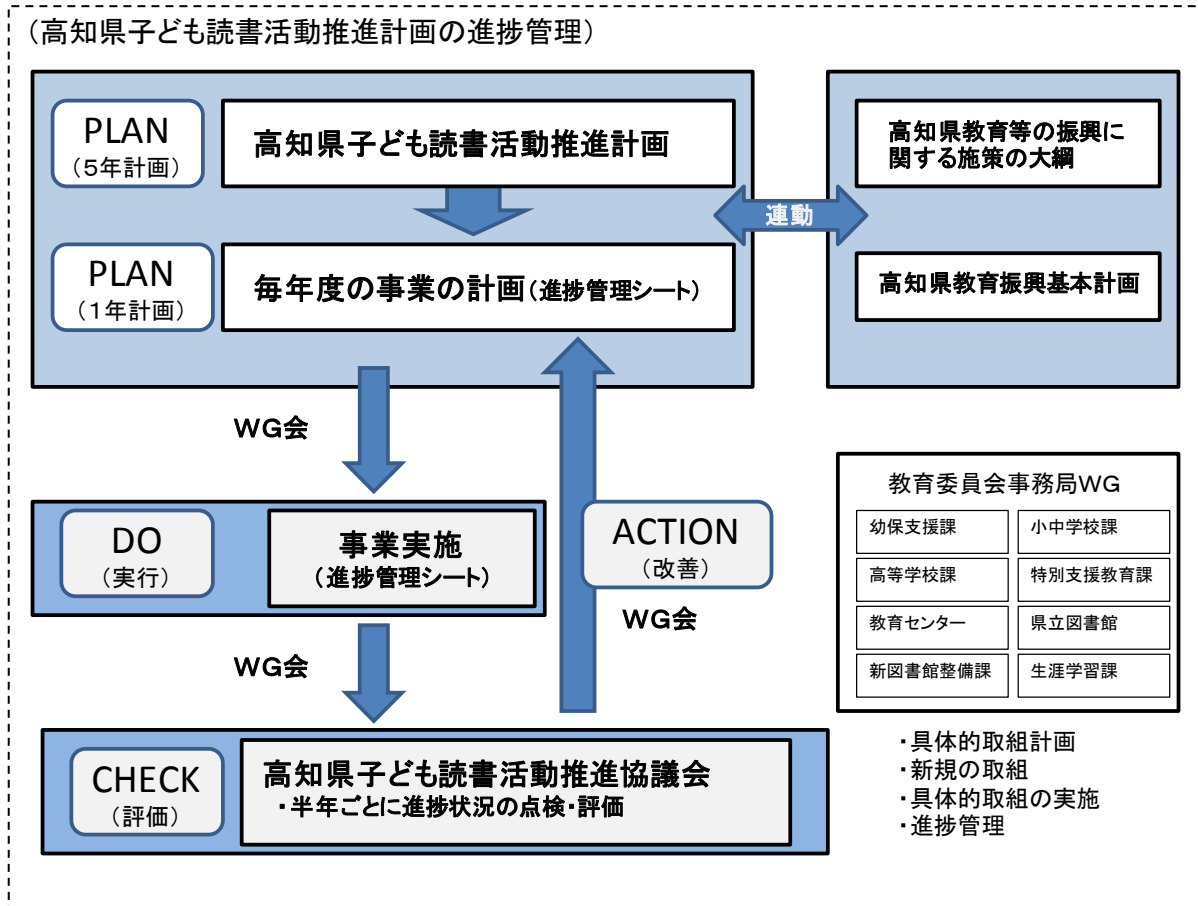 （高知県子ども読書活動推進計画の進捗管理）
PLAN
（5年計画）
高知県子ども読書活動推進計画
高知県教育等の振興に
関する施策の大綱
連動
PLAN
（１年計画）
毎年度の事業の計画（進捗管理シート）
高知県教育振興基本計画
ＷＧ会
DO
（実行）
事業実施
（進捗管理シート）
ACTION
（改善）
ＷＧ会
ＷＧ会
教育委員会事務局ＷＧ
幼保支援課
小中学校課
高等学校課
特別支援教育課
教育センター
県立図書館
新図書館整備課
生涯学習課
CHECK
（評価）
高知県子ども読書活動推進協議会
・半年ごとに進捗状況の点検・評価
・具体的取組計画
・新規の取組
・具体的取組の実施
・進捗管理